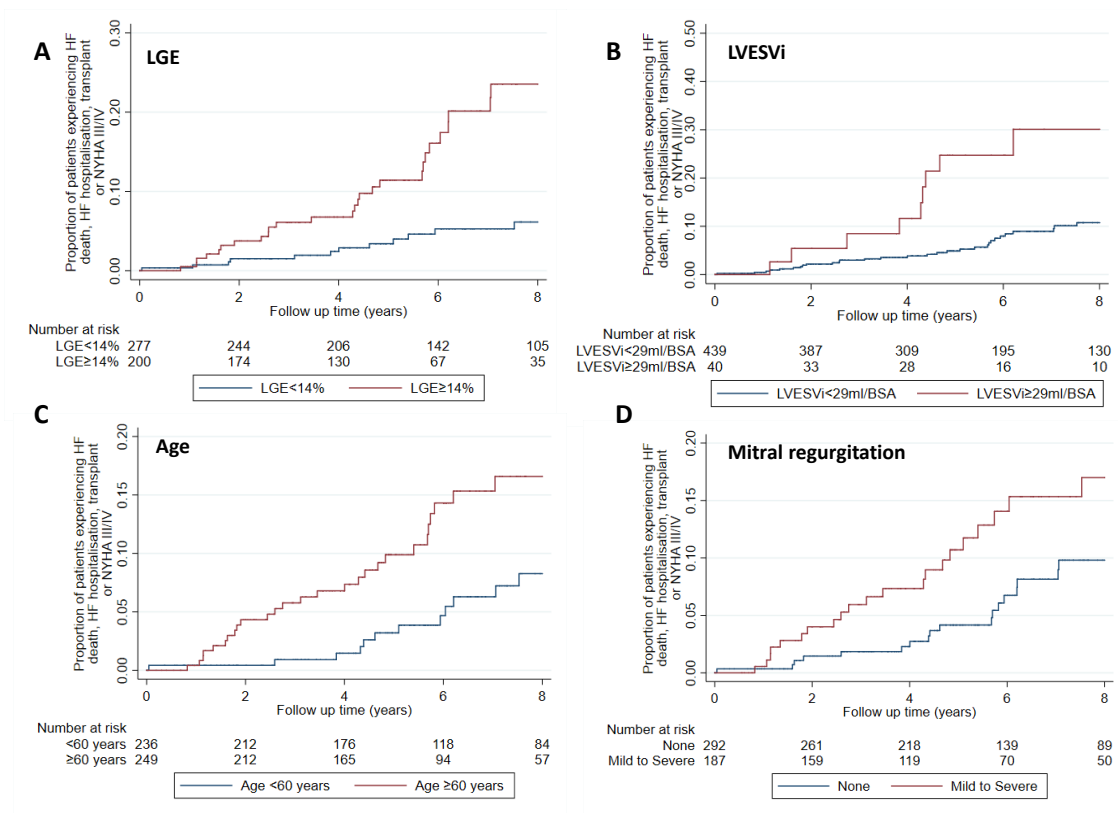 A
LGE
Proportion of patients experiencing HF
death, HF hospitalisation, transplant
or NYHA III/IV
0.30
0.20
0.10
0.00
0 2 4 6 8
Follow up time (years)
Number at risk
LGE<14% 277 244 206 142 105
LGE≥14% 200 174 130 67 35
LGE<14% LGE≥14%
B
LVESVi
Proportion of patients experiencing HF
death, HF hospitalisation, transplant
or NYHA III/IV
0.50
0.40
0.30
0.20
0.10
0.00
0 2 4 6 8
Follow up time (years)
Number at risk
LVESVi<29ml/BSA 439 387 309 195 130
LVESVi≥29ml/BSA 40 33 28 16 10
LVESVi<29ml/BSA LVESVi≥29ml/BSA
C
Age
Proportion of patients experiencing HF
death, HF hospitalisation, transplant
or NYHA III/IV
0.20
0.15
0.10
0.05
0.00
0 2 4 6 8
Follow up time (years)
Number at risk
<60 years 236 212 176 118 84
≥60 years 249 212 165 94 57
Age <60 years Age ≥60 years
D
Mitral regurgitation
Proportion of patients experiencing HF
death, HF hospitalisation, transplant
or NYHA III/IV
0.20
0.15
0.10
0.05
0.00
0 2 4 6 8
Follow up time (years)
Number at risk
None 292 261 218 139 89
Mild to Severe 187 159 119 70 50
None Mild to Severe